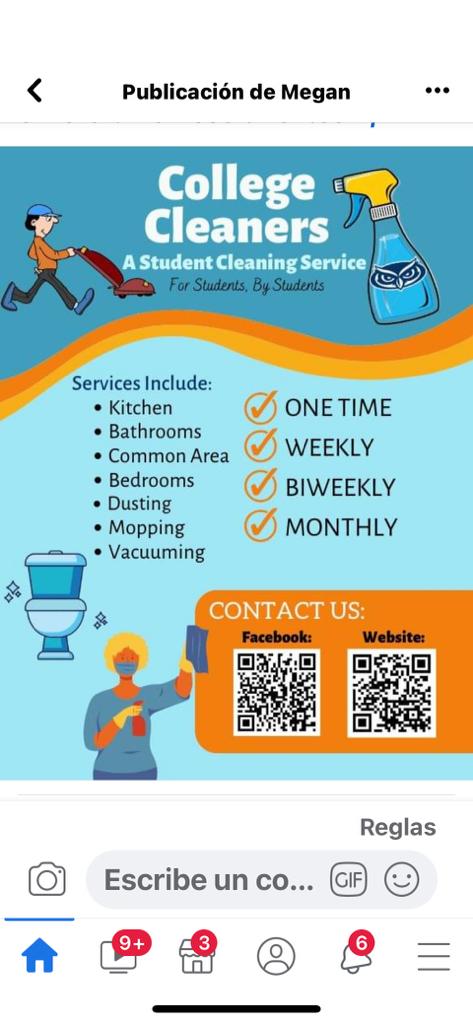 Publicación de Megan
College
Cleaners
A Student Cleaning Service
For Students, By Students
Services Include:
• Kitchen
• Bathrooms
• Common Area
• Bedrooms
• Dusting
• Mopping
• Vacuuming
ONE TIME
WEEKLY
BIWEEKLY
MONTHLY
CONTACT US:
Facebook: Website:
Reglas
Escribe un co... GIF
9+ 3 6